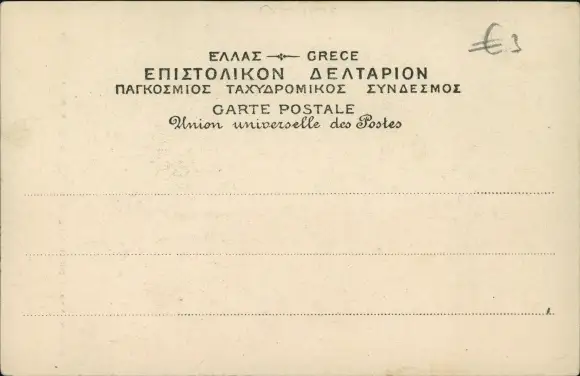 €3
ΕΛΛΑΣ — GRECE
ΕΠΙΣΤΟΛΙΚΟΝ ΔΕΛΤΑΡΙΟΝ
ΠΑΓΚΟΣΜΙΟΣ ΤΑΧΥΔΡΟΜΙΚΟΣ ΣΥΝΔΕΣΜΟΣ
CARTE POSTALE
Union universelle des Postes